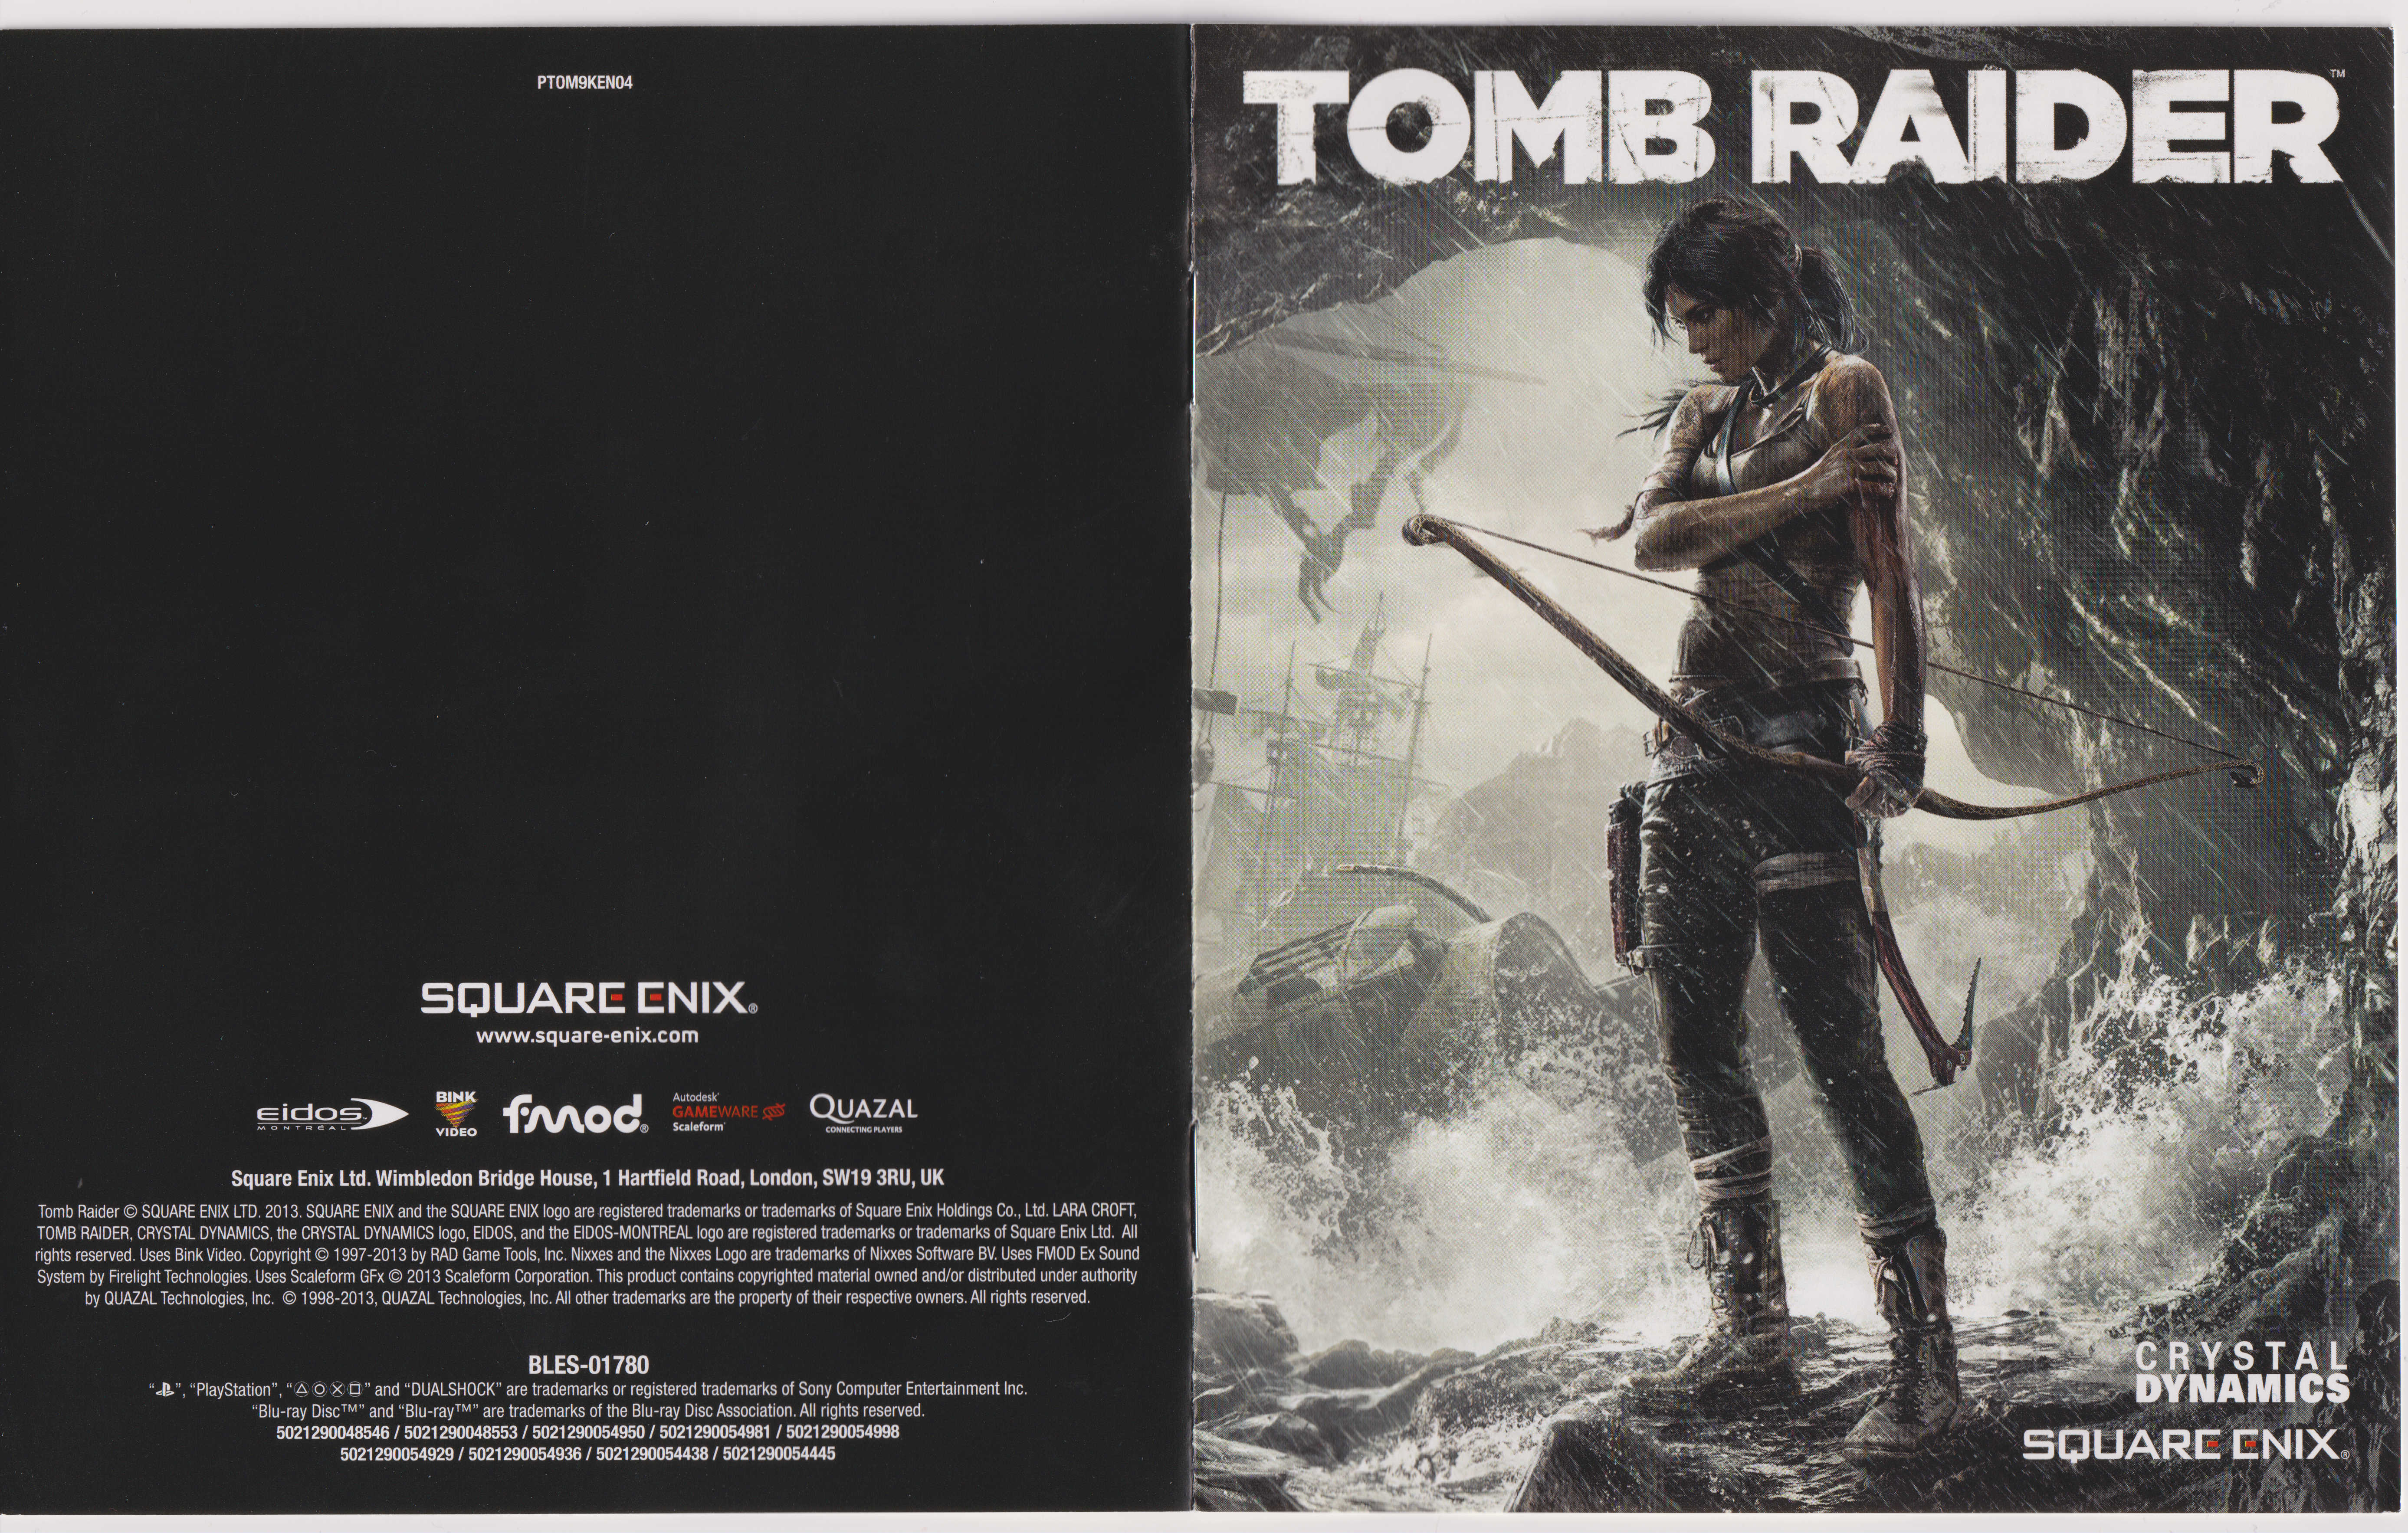 PTOM9KEN04
SQUARE ENIX®
www.square-enix.com
eidos™
MONTRÉAL
BINK
VIDEO
fmod®
Autodesk®
GAMEWARE
Scaleform®
QUAZAL
CONNECTING PLAYERS
Square Enix Ltd. Wimbledon Bridge House, 1 Hartfield Road, London, SW19 3RU, UK
Tomb Raider © SQUARE ENIX LTD. 2013. SQUARE ENIX and the SQUARE ENIX logo are registered trademarks or trademarks of Square Enix Holdings Co., Ltd. LARA CROFT,
TOMB RAIDER, CRYSTAL DYNAMICS, the CRYSTAL DYNAMICS logo, EIDOS, and the EIDOS-MONTREAL logo are registered trademarks or trademarks of Square Enix Ltd. All
rights reserved. Uses Bink Video. Copyright © 1997-2013 by RAD Game Tools, Inc. Nixxes and the Nixxes Logo are trademarks of Nixxes Software BV. Uses FMOD Ex Sound
System by Firelight Technologies. Uses Scaleform GFx © 2013 Scaleform Corporation. This product contains copyrighted material owned and/or distributed under authority
by QUAZAL Technologies, Inc. © 1998-2013, QUAZAL Technologies, Inc. All other trademarks are the property of their respective owners. All rights reserved.
BLES-01780
“ ”, “PlayStation”, “△○✕□” and “DUALSHOCK” are trademarks or registered trademarks of Sony Computer Entertainment Inc.
“Blu-ray Disc™” and “Blu-ray™” are trademarks of the Blu-ray Disc Association. All rights reserved.
5021290048546 / 5021290048553 / 5021290054950 / 5021290054981 / 5021290054998
5021290054929 / 5021290054936 / 5021290054438 / 5021290054445
TOMB RAIDER™
CRYSTAL
DYNAMICS
SQUARE ENIX®